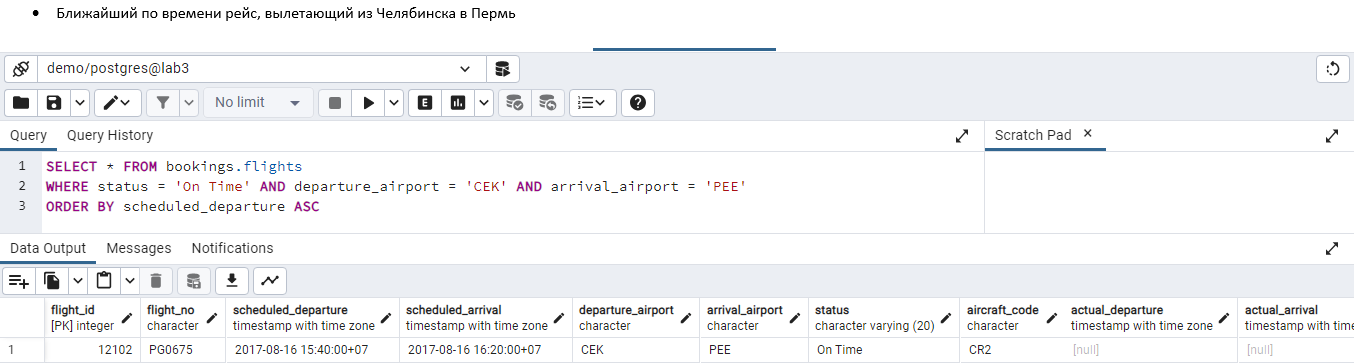 • Ближайший по времени рейс, вылетающий из Челябинска в Пермь
demo/postgres@lab3
No limit
E
Query Query History
Scratch Pad ×
1 SELECT * FROM bookings.flights
2 WHERE status = 'On Time' AND departure_airport = 'CEK' AND arrival_airport = 'PEE'
3 ORDER BY scheduled_departure ASC
Data Output Messages Notifications
flight_id flight_no scheduled_departure scheduled_arrival departure_airport arrival_airport status aircraft_code actual_departure actual_arrival
[PK] integer character timestamp with time zone timestamp with time zone character character character varying (20) character timestamp with time zone timestamp with time
1 12102 PG0675 2017-08-16 15:40:00+07 2017-08-16 16:20:00+07 CEK PEE On Time CR2 [null] [null]